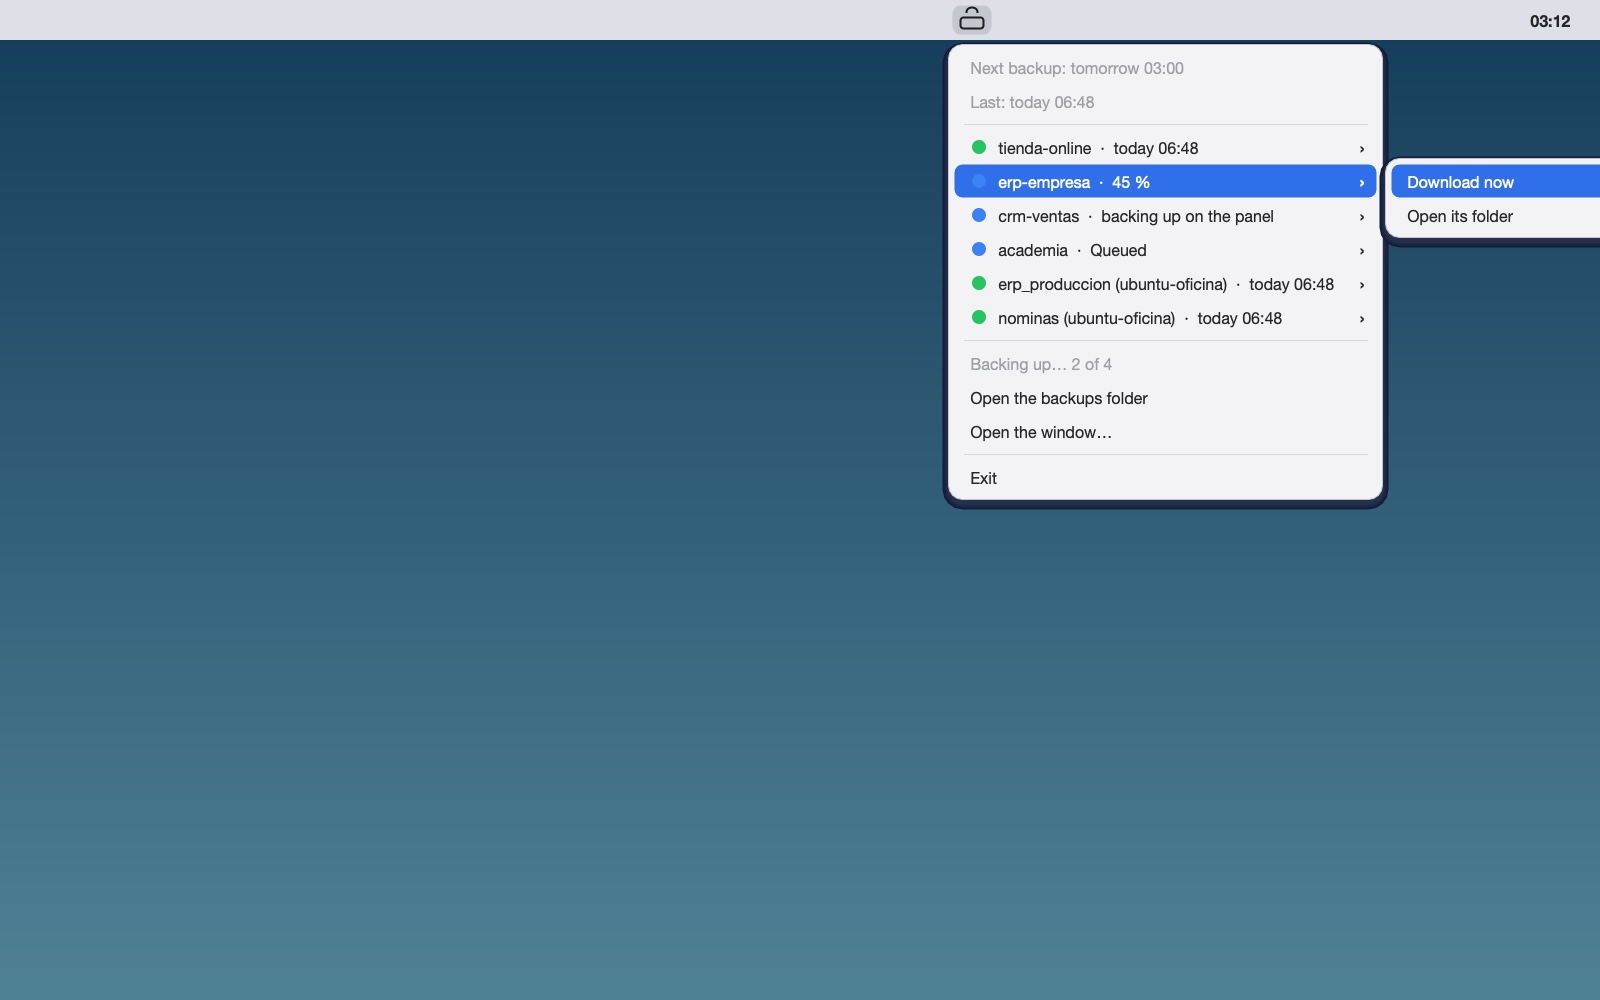 03:12
Next backup: tomorrow 03:00
Last: today 06:48
tienda-online · today 06:48 ›
erp-empresa · 45 % ›
Download now
crm-ventas · backing up on the panel ›
Open its folder
academia · Queued ›
erp_produccion (ubuntu-oficina) · today 06:48 ›
nominas (ubuntu-oficina) · today 06:48 ›
Backing up… 2 of 4
Open the backups folder
Open the window…
Exit